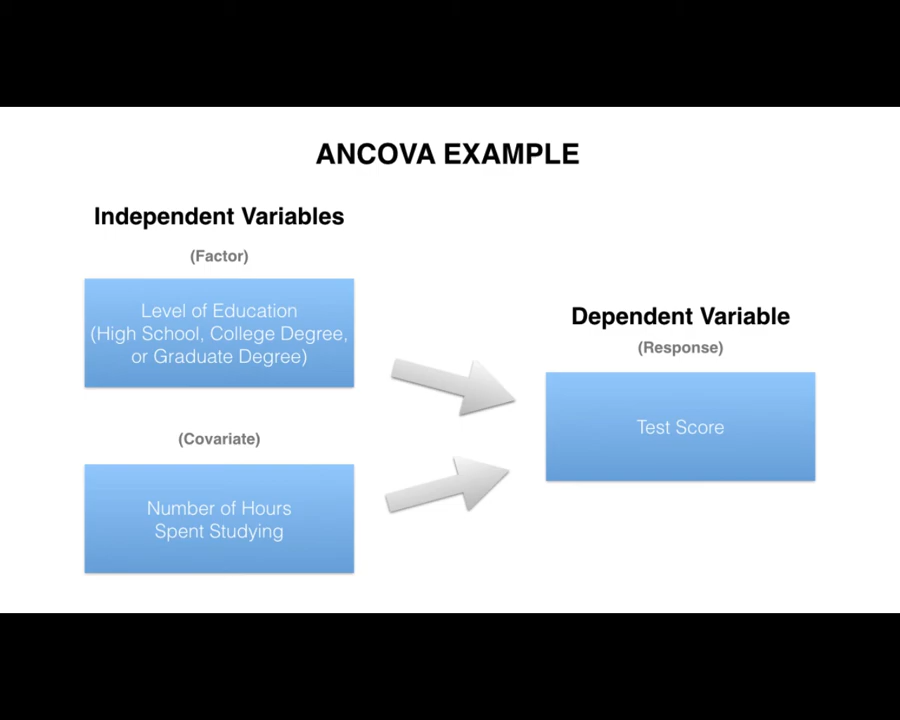 ANCOVA EXAMPLE
Independent Variables
(Factor)
Level of Education
(High School, College Degree,
or Graduate Degree)
(Covariate)
Number of Hours
Spent Studying
Dependent Variable
(Response)
Test Score